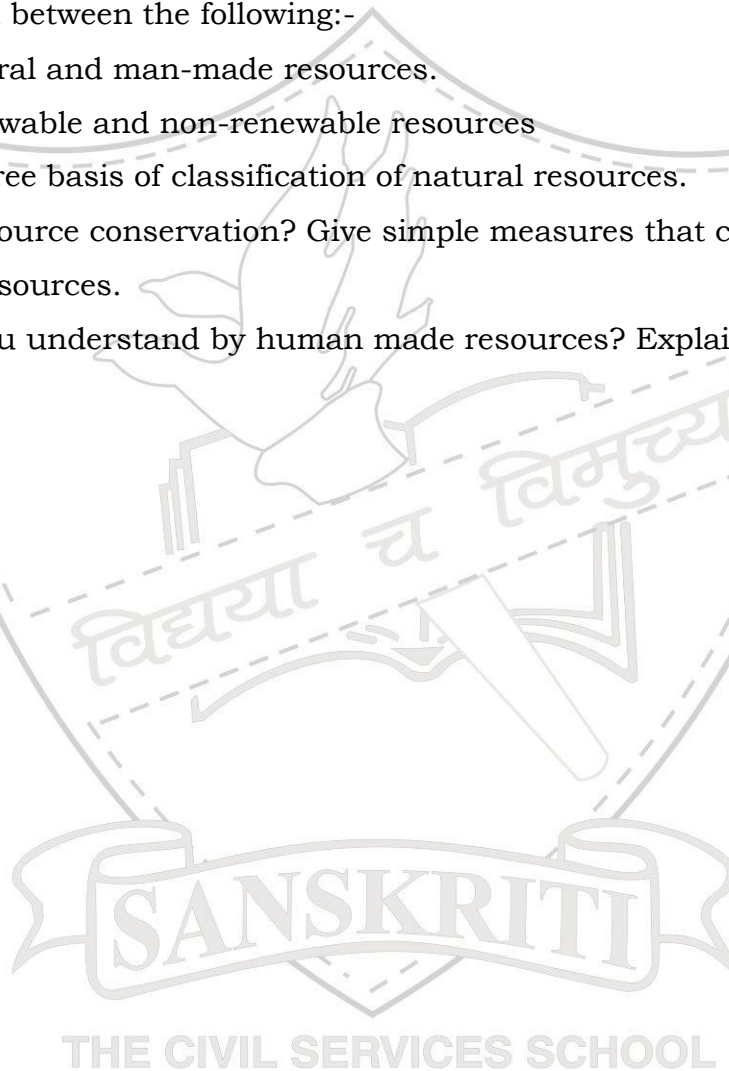 between the following:-
ral and man-made resources.
wable and non-renewable resources
ree basis of classification of natural resources.
ource conservation? Give simple measures that c
sources.
u understand by human made resources? Explai
विद्यया च विमुच्य
SANSKRITI
THE CIVIL SERVICES SCHOOL